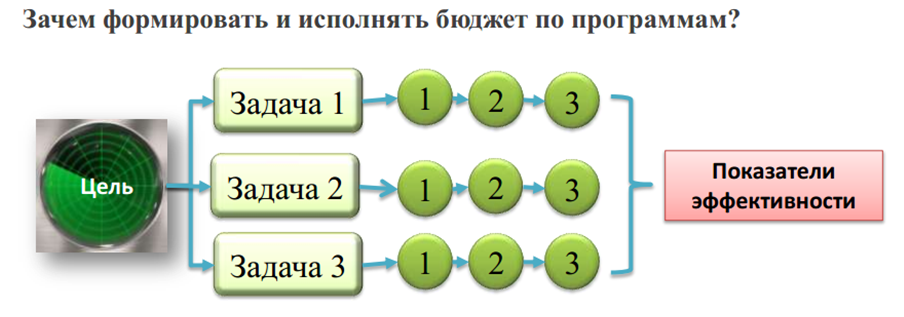 Зачем формировать и исполнять бюджет по программам?
Цель
Задача 1
1
2
3
Задача 2
1
2
3
Задача 3
1
2
3
Показатели
эффективности